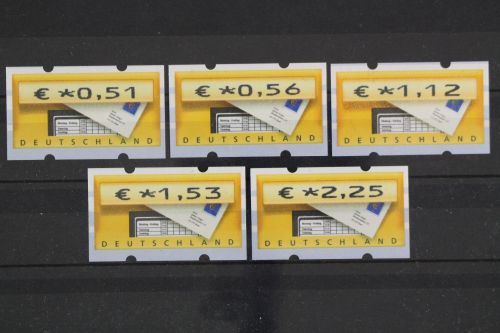 € *0,51
DEUTSCHLAND
€ *0,56
DEUTSCHLAND
€ *1,12
DEUTSCHLAND
€ *1,53
DEUTSCHLAND
€ *2,25
DEUTSCHLAND